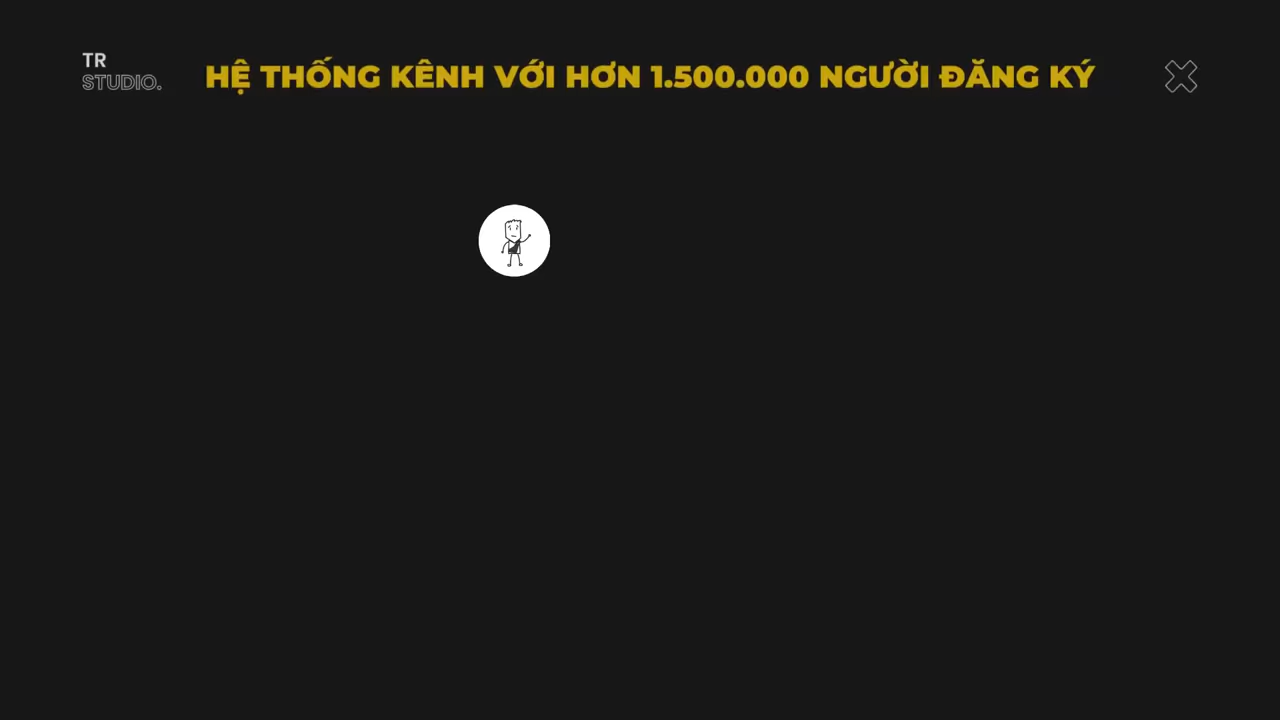 TR
STUDIO.
HỆ THỐNG KÊNH VỚI HƠN 1.500.000 NGƯỜI ĐĂNG KÝ